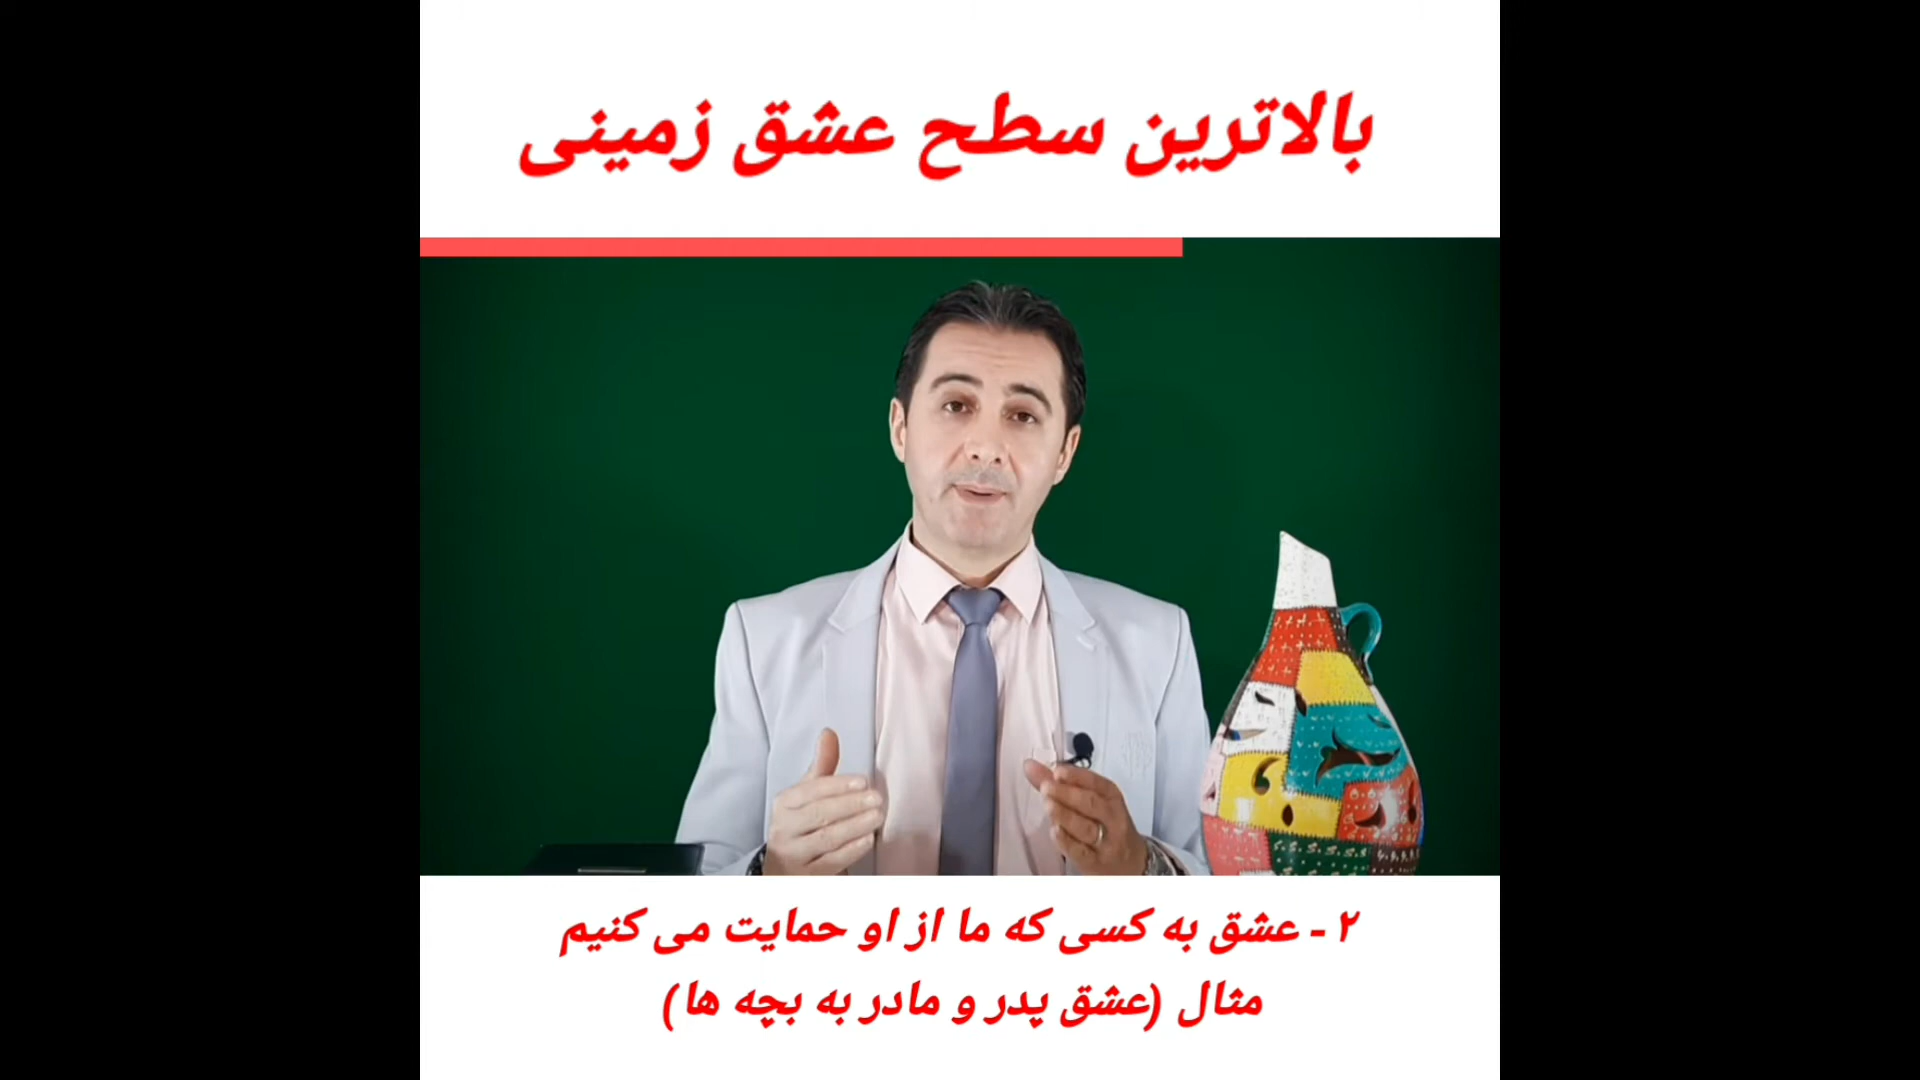 بالاترین سطح عشق زمینی
۲ - عشق به کسی که ما از او حمایت می کنیم
مثال (عشق پدر و مادر به بچه ها)